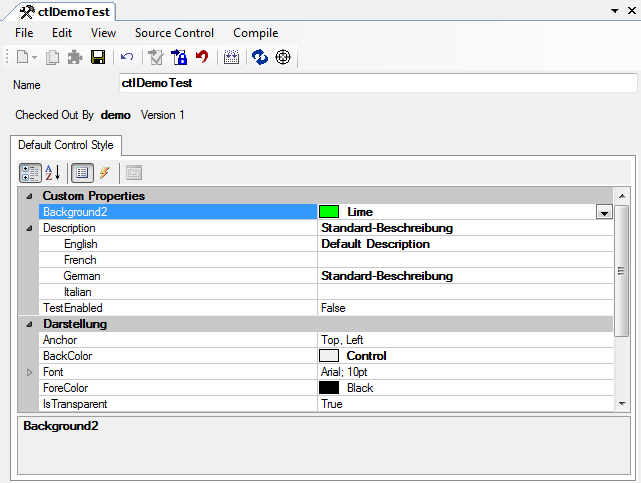 ctlDemoTest
File Edit View Source Control Compile
Name ctlDemoTest
Checked Out By demo Version 1
Default Control Style
Custom Properties
Background2 Lime
Description Standard-Beschreibung
English Default Description
French
German Standard-Beschreibung
Italian
TestEnabled False
Darstellung
Anchor Top, Left
BackColor Control
Font Arial; 10pt
ForeColor Black
IsTransparent True
Background2